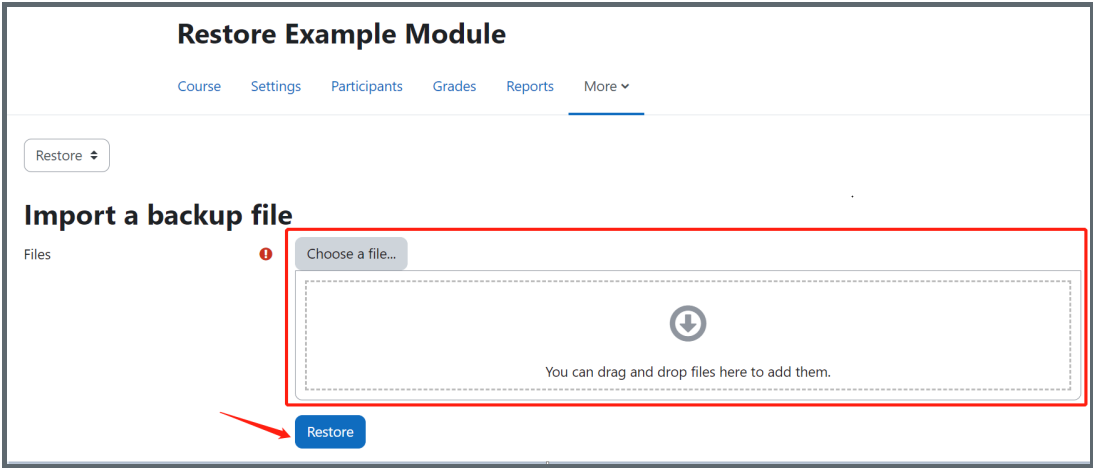 Restore Example Module
Course Settings Participants Grades Reports More
Restore
Import a backup file
Files
Choose a file...
You can drag and drop files here to add them.
Restore